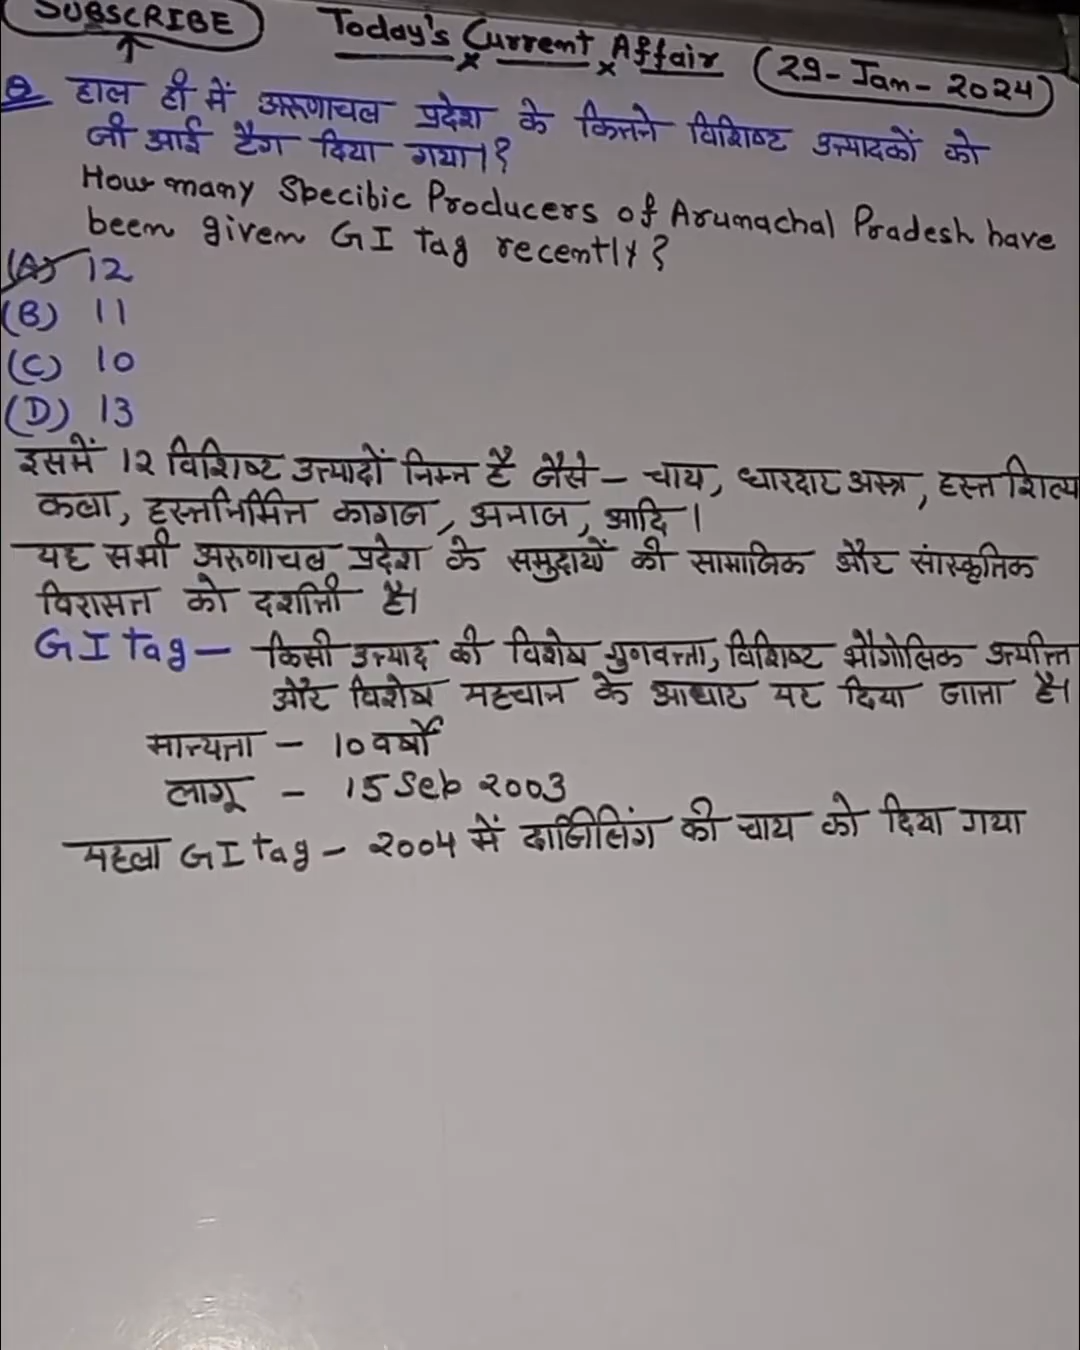 SUBSCRIBE
Today's Current Affair (29-Jan-2024)
Q हाल ही में अरुणाचल प्रदेश के कितने विशिष्ट उत्पादकों को
जी आई टैग दिया गया।?
How many Specibic Producers of Arunachal Pradesh have
been given GI tag recently?
(A) 12
(B) 11
(C) 10
(D) 13
इसमें 12 विशिष्ट उत्पादों निम्न है जैसे - चाय, धारदार अस्त्र, हस्त शिल्प
कला, हस्तनिर्मित कागज, अनाज, आदि।
यह सभी अरुणाचल प्रदेश के समुदायों की सामाजिक और सांस्कृतिक
विरासत को दर्शाती है।
GI Tag - किसी उत्पाद की विशेष गुणवत्ता, विशिष्ट भौगोलिक उत्पत्ति
और विशेष पहचान के आधार पर दिया जाता है।
मान्यता - 10 वर्षों
लागू - 15 Seb 2003
पहला GI tag - 2004 में दार्जिलिंग की चाय को दिया गया